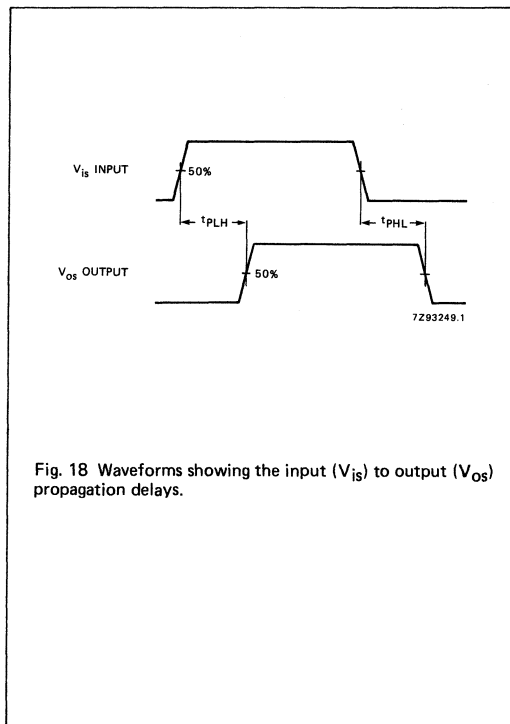 V_is INPUT
50%
t_PLH
t_PHL
V_os OUTPUT
50%
7Z93249.1
Fig. 18 Waveforms showing the input (V_is) to output (V_os)
propagation delays.